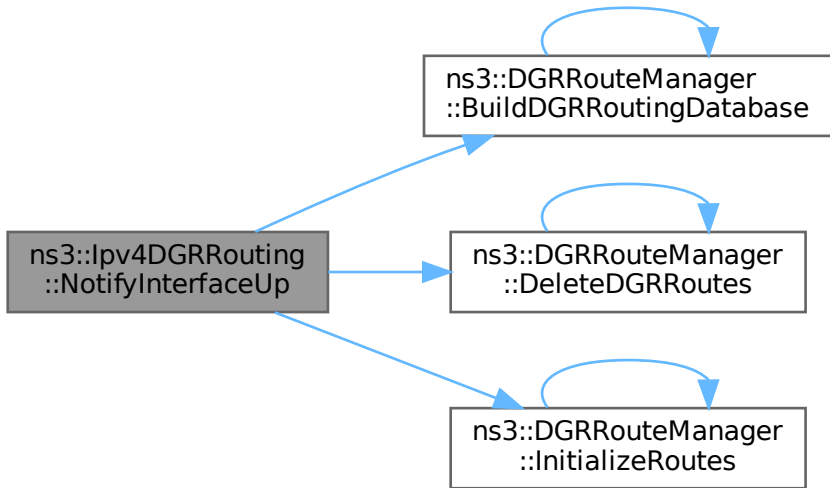 ns3::DGRRouteManager
::BuildDGRRoutingDatabase
ns3::Ipv4DGRRouting
::NotifyInterfaceUp
ns3::DGRRouteManager
::DeleteDGRRoutes
ns3::DGRRouteManager
::InitializeRoutes